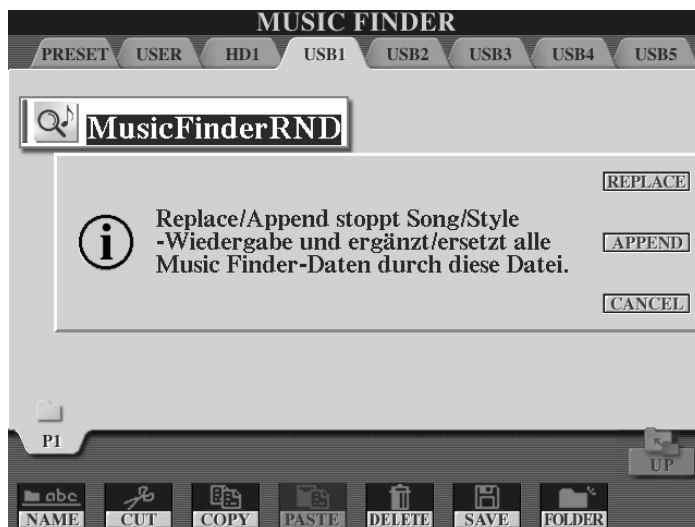 MUSIC FINDER
PRESET USER HD1 USB1 USB2 USB3 USB4 USB5
MusicFinderRND
REPLACE
Replace/Append stoppt Song/Style
-Wiedergabe und ergänzt/ersetzt alle
APPEND
Music Finder-Daten durch diese Datei.
CANCEL
P1
UP
abc
NAME CUT COPY PASTE DELETE SAVE FOLDER